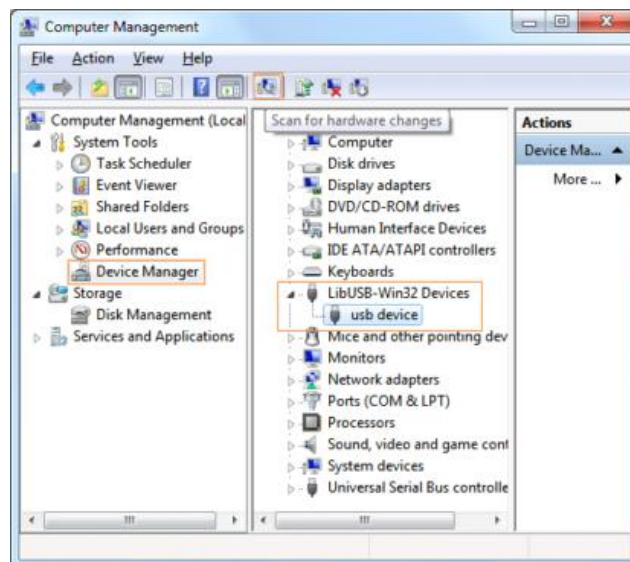 Computer Management
File Action View Help
Computer Management (Local
System Tools
Task Scheduler
Event Viewer
Shared Folders
Local Users and Groups
Performance
Device Manager
Storage
Disk Management
Services and Applications
Scan for hardware changes
Computer
Disk drives
Display adapters
DVD/CD-ROM drives
Human Interface Devices
IDE ATA/ATAPI controllers
Keyboards
LibUSB-Win32 Devices
usb device
Mice and other pointing dev
Monitors
Network adapters
Ports (COM & LPT)
Processors
Sound, video and game cont
System devices
Universal Serial Bus controlle
Actions
Device Ma...
More ...